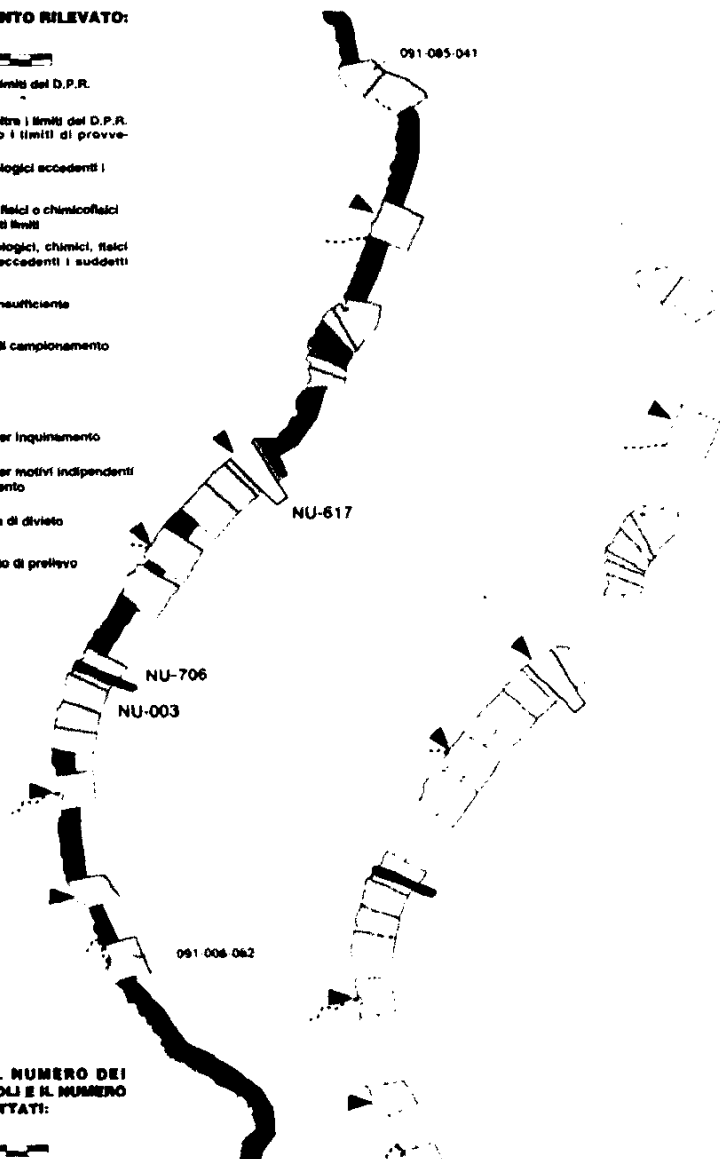 NTO RILEVATO:
imiti del D.P.R.
ltre i limiti del D.P.R.
o i limiti di provve-
logici eccedenti i
fisici o chimicofisici
ti limiti
logici, chimici, fisici
eccedenti i suddetti
nsufficiente
di campionamento
er inquinamento
er motivi indipendenti
ento
a di divieto
to di prelievo
091-085-041
NU-617
NU-706
NU-003
091-006-062
L NUMERO DEI
OLI E IL NUMERO
TTATI: